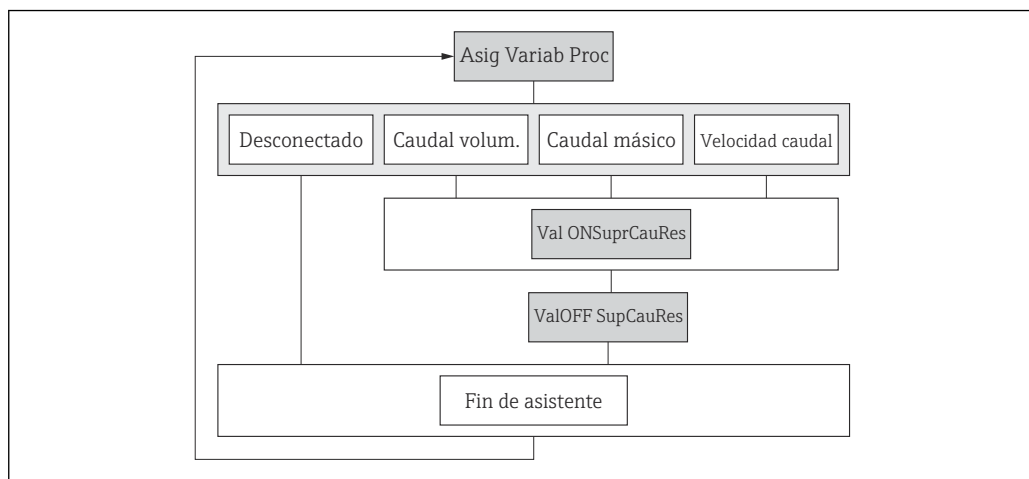 Asig Variab Proc
Desconectado
Caudal volum.
Caudal másico
Velocidad caudal
Val ONSuprCauRes
ValOFF SupCauRes
Fin de asistente